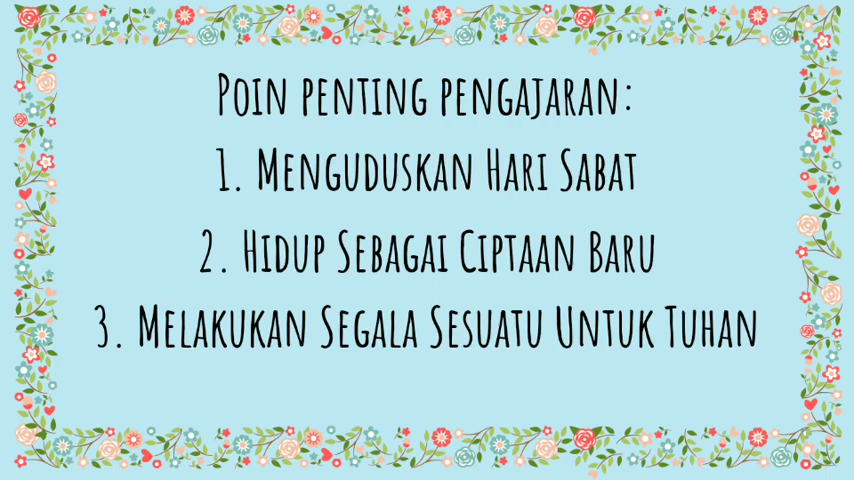 Poin penting pengajaran:
1. Menguduskan Hari Sabat
2. Hidup Sebagai Ciptaan Baru
3. Melakukan Segala Sesuatu Untuk Tuhan